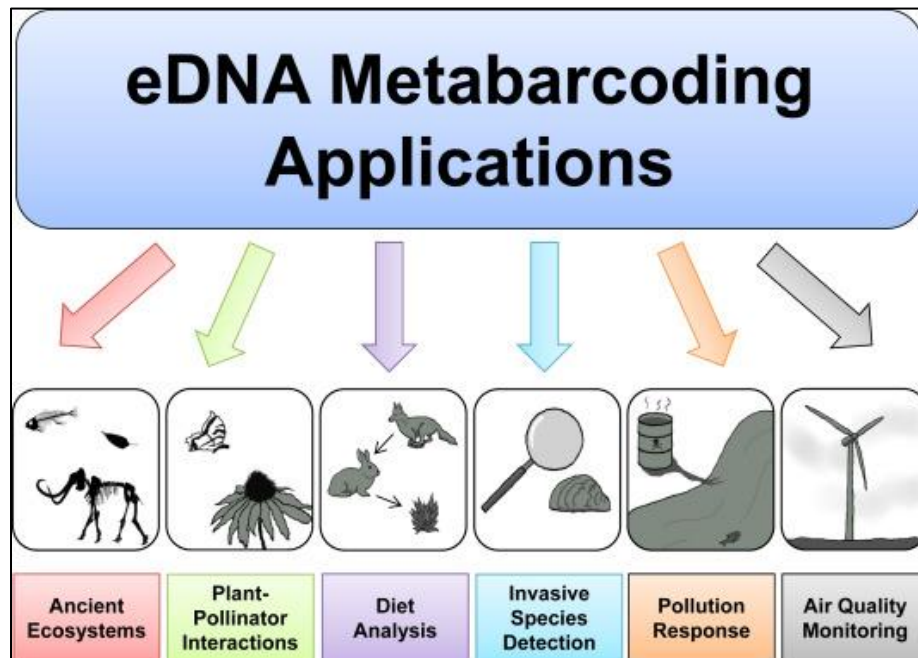 eDNA Metabarcoding
Applications
Ancient
Ecosystems
Plant-
Pollinator
Interactions
Diet
Analysis
Invasive
Species
Detection
Pollution
Response
Air Quality
Monitoring